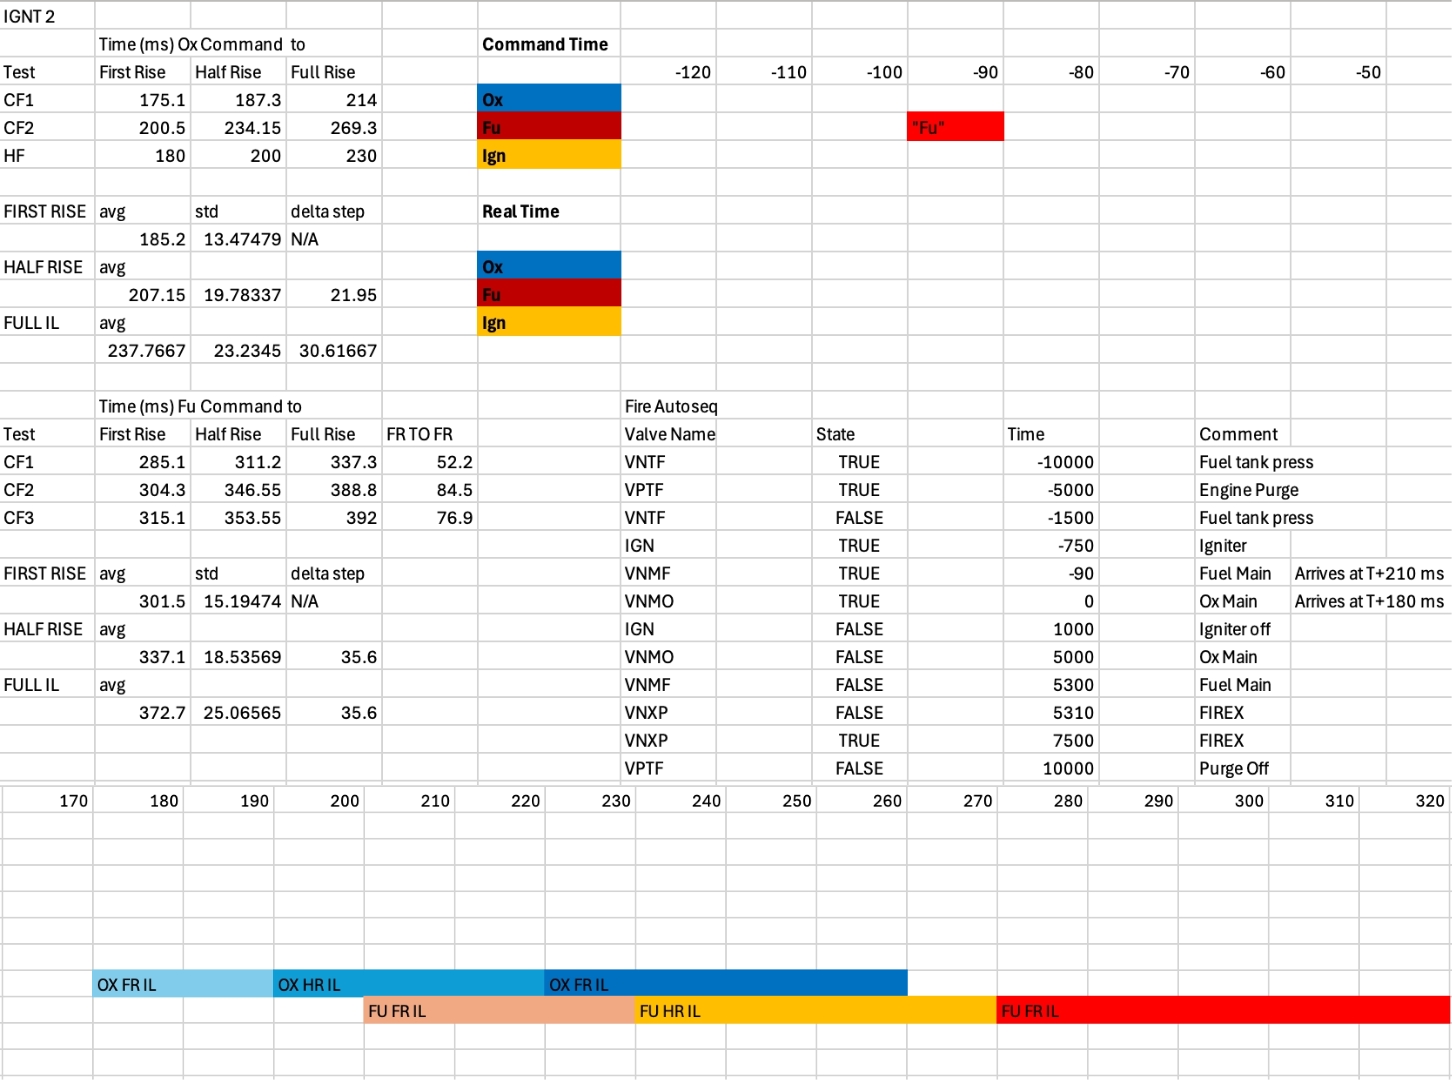 IGNT 2
Time (ms) Ox Command to Command Time
Test First Rise Half Rise Full Rise -120 -110 -100 -90 -80 -70 -60 -50
CF1 175.1 187.3 214 Ox
CF2 200.5 234.15 269.3 Fu "Fu"
HF 180 200 230 Ign
FIRST RISE avg std delta step Real Time
185.2 13.47479 N/A
HALF RISE avg Ox
207.15 19.78337 21.95 Fu
FULL IL avg Ign
237.7667 23.2345 30.61667
Time (ms) Fu Command to Fire Autoseq
Test First Rise Half Rise Full Rise FR TO FR Valve Name State Time Comment
CF1 285.1 311.2 337.3 52.2 VNTF TRUE -10000 Fuel tank press
CF2 304.3 346.55 388.8 84.5 VPTF TRUE -5000 Engine Purge
CF3 315.1 353.55 392 76.9 VNTF FALSE -1500 Fuel tank press
IGN TRUE -750 Igniter
FIRST RISE avg std delta step VNMF TRUE -90 Fuel Main Arrives at T+210 ms
301.5 15.19474 N/A VNMO TRUE 0 Ox Main Arrives at T+180 ms
HALF RISE avg IGN FALSE 1000 Igniter off
337.1 18.53569 35.6 VNMO FALSE 5000 Ox Main
FULL IL avg VNMF FALSE 5300 Fuel Main
372.7 25.06565 35.6 VNXP FALSE 5310 FIREX
VNXP TRUE 7500 FIREX
VPTF FALSE 10000 Purge Off
170 180 190 200 210 220 230 240 250 260 270 280 290 300 310 320
OX FR IL OX HR IL OX FR IL
FU FR IL FU HR IL FU FR IL